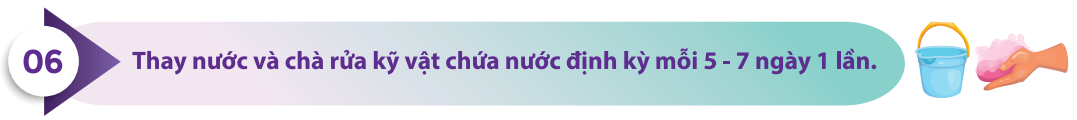 06
Thay nước và chà rửa kỹ vật chứa nước định kỳ mỗi 5 - 7 ngày 1 lần.